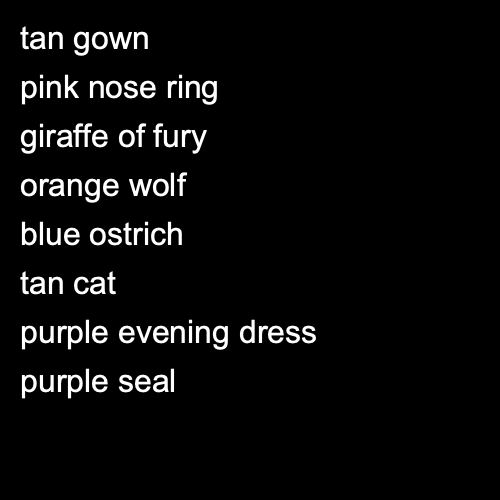 tan gown
pink nose ring
giraffe of fury
orange wolf
blue ostrich
tan cat
purple evening dress
purple seal